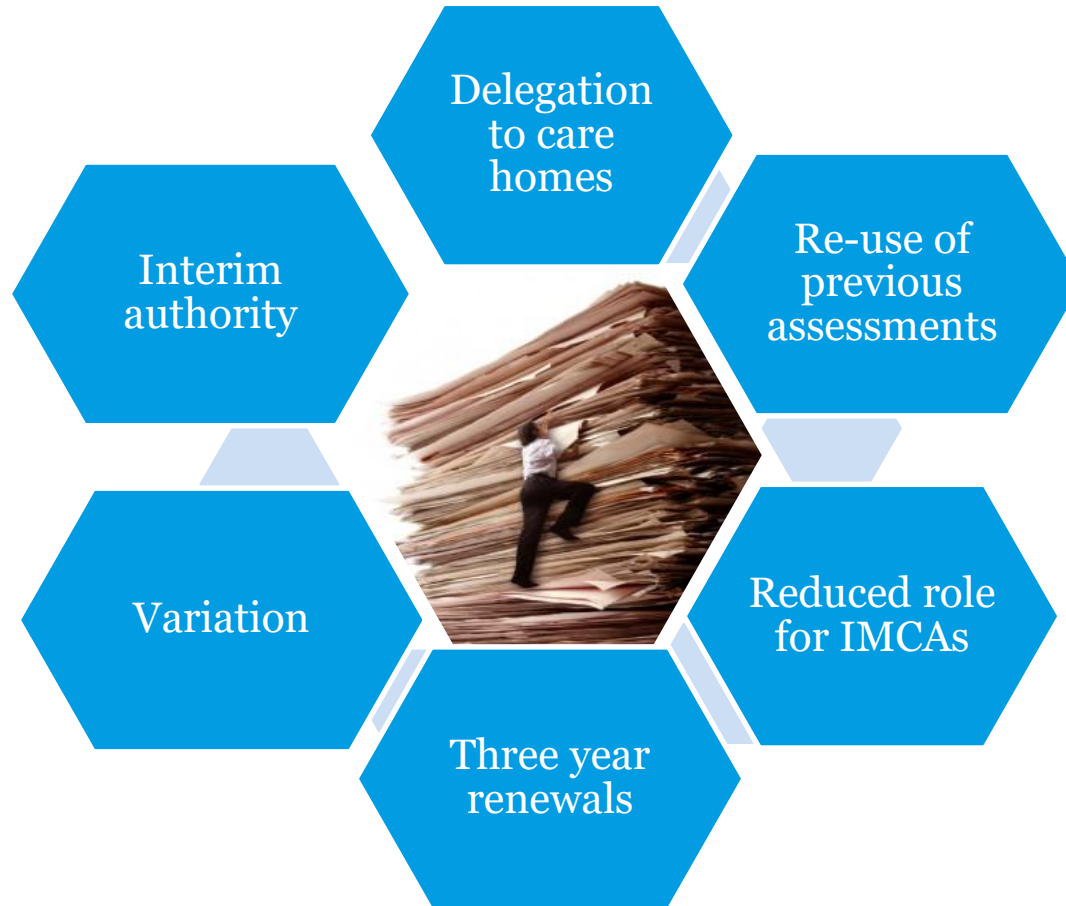 Delegation
to care
homes
Re-use of
previous
assessments
Reduced role
for IMCAs
Three year
renewals
Variation
Interim
authority